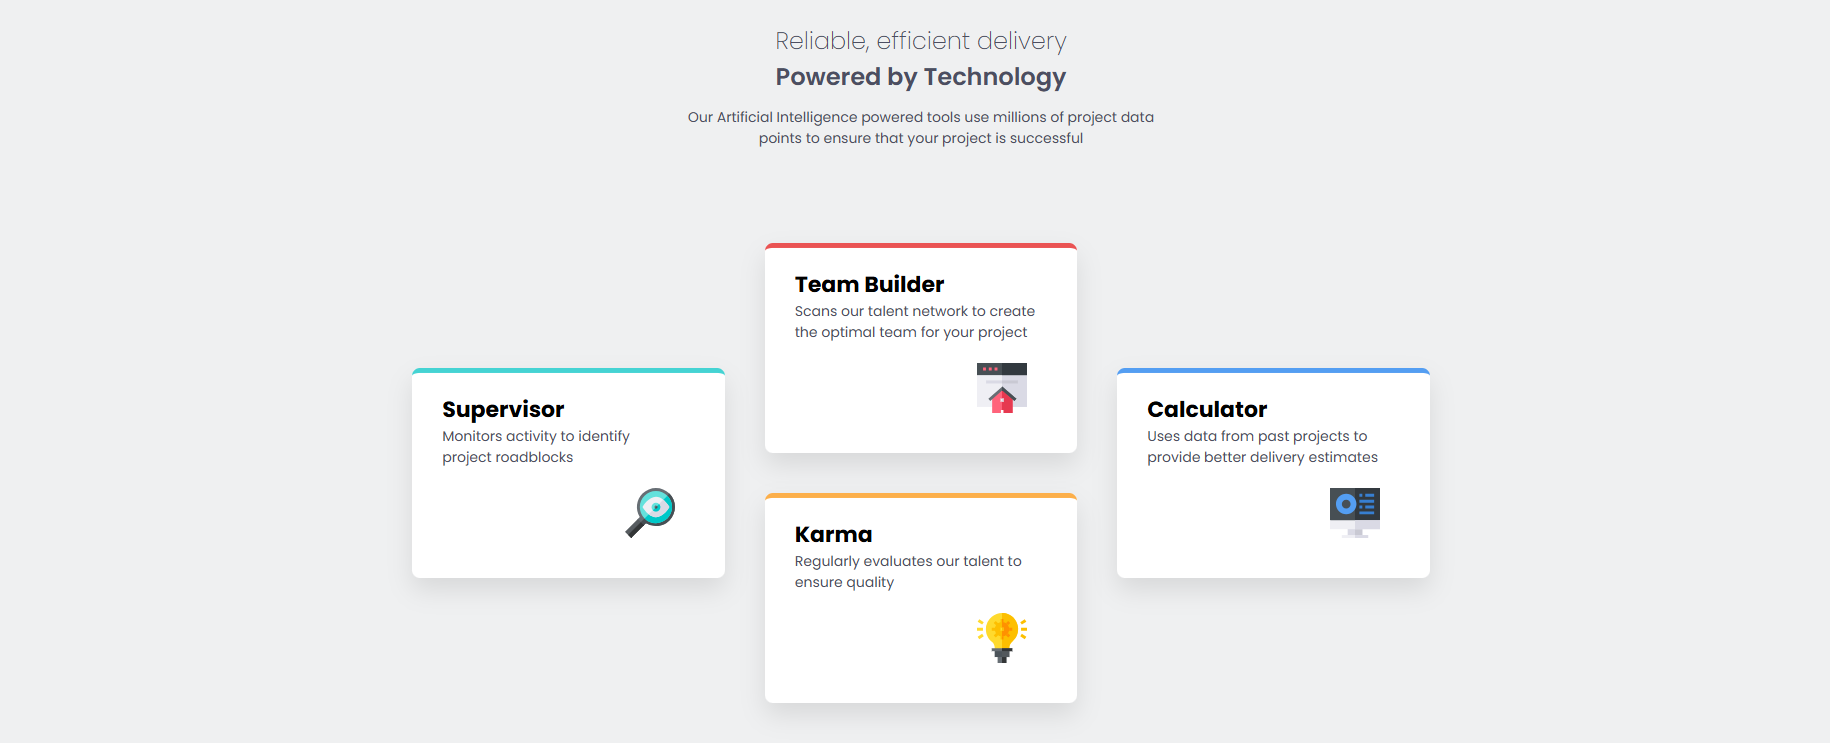 Reliable, efficient delivery
Powered by Technology
Our Artificial Intelligence powered tools use millions of project data
points to ensure that your project is successful
Supervisor
Monitors activity to identify
project roadblocks
Team Builder
Scans our talent network to create
the optimal team for your project
Karma
Regularly evaluates our talent to
ensure quality
Calculator
Uses data from past projects to
provide better delivery estimates